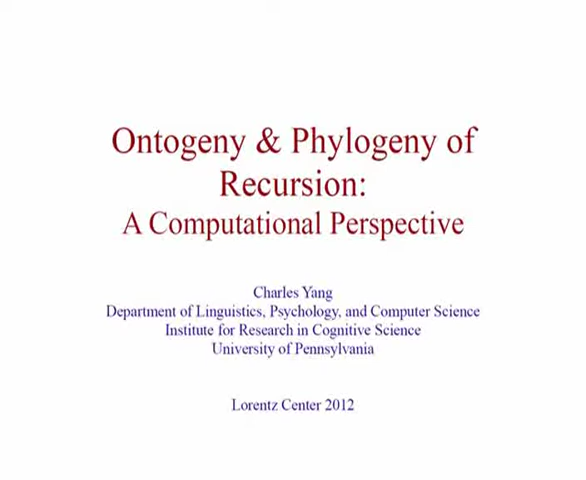 Ontogeny & Phylogeny of
Recursion:
A Computational Perspective
Charles Yang
Department of Linguistics, Psychology, and Computer Science
Institute for Research in Cognitive Science
University of Pennsylvania
Lorentz Center 2012